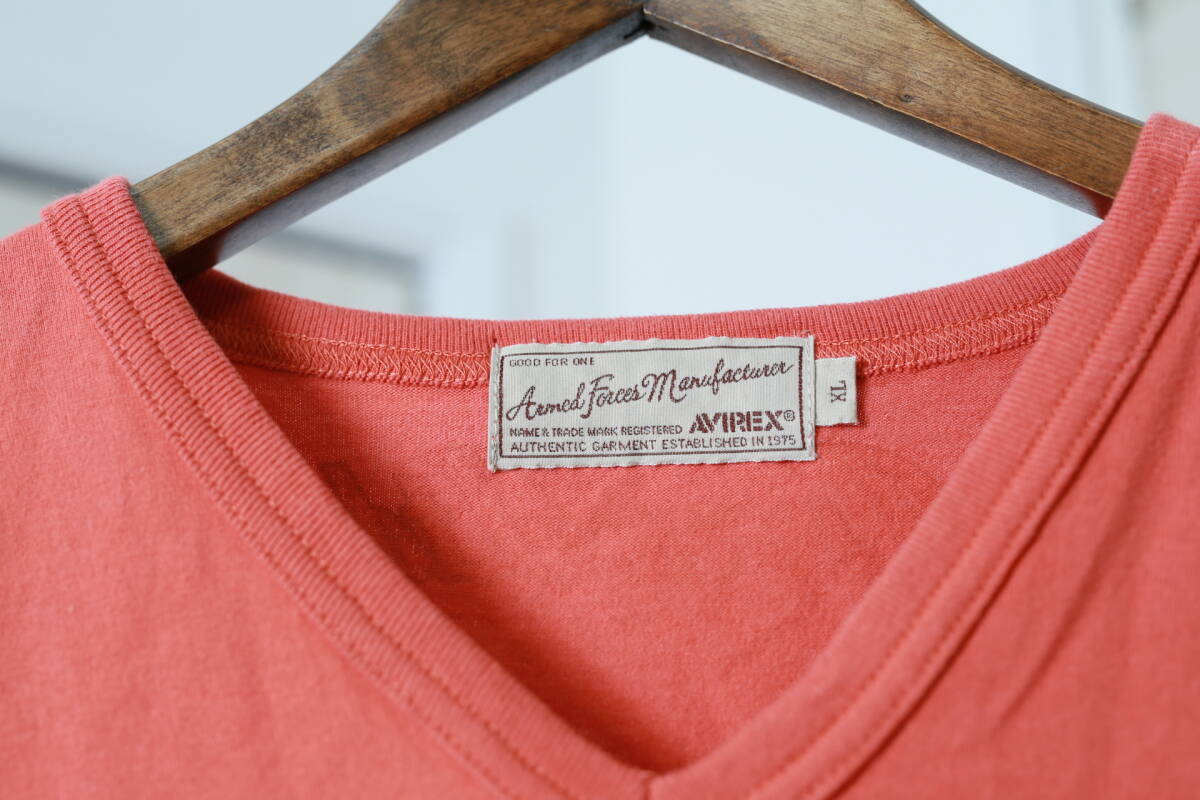 GOOD FOR ONE
Armed Forces Manufacturer
NAME & TRADE MARK REGISTERED AVIREX®
AUTHENTIC GARMENT ESTABLISHED IN 1975
XL